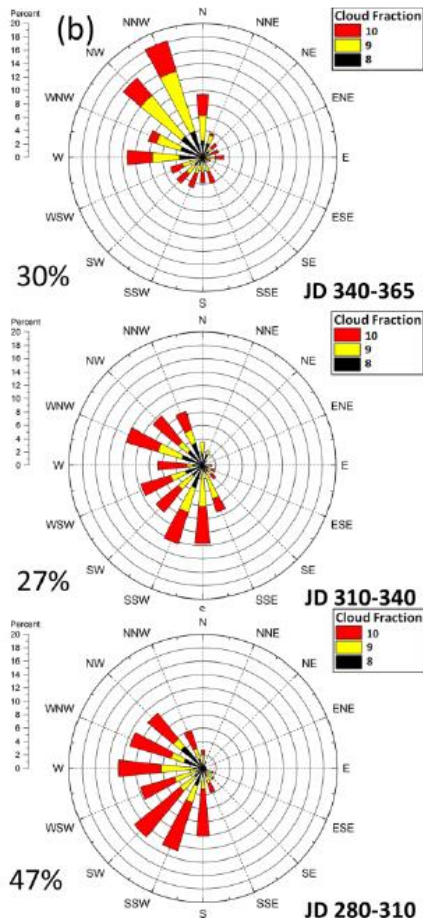 (b)
Percent
20
18
16
14
12
10
8
6
4
2
0
N
NNE
NE
ENE
E
ESE
SE
SSE
S
SSW
SW
WSW
W
WNW
NW
NNW
Cloud Fraction
10
9
8
30%
JD 340-365
Percent
20
18
16
14
12
10
8
6
4
2
0
N
NNE
NE
ENE
E
ESE
SE
SSE
S
SSW
SW
WSW
W
WNW
NW
NNW
Cloud Fraction
10
9
8
27%
JD 310-340
Percent
20
18
16
14
12
10
8
6
4
2
0
N
NNE
NE
ENE
E
ESE
SE
SSE
S
SSW
SW
WSW
W
WNW
NW
NNW
Cloud Fraction
10
9
8
47%
JD 280-310